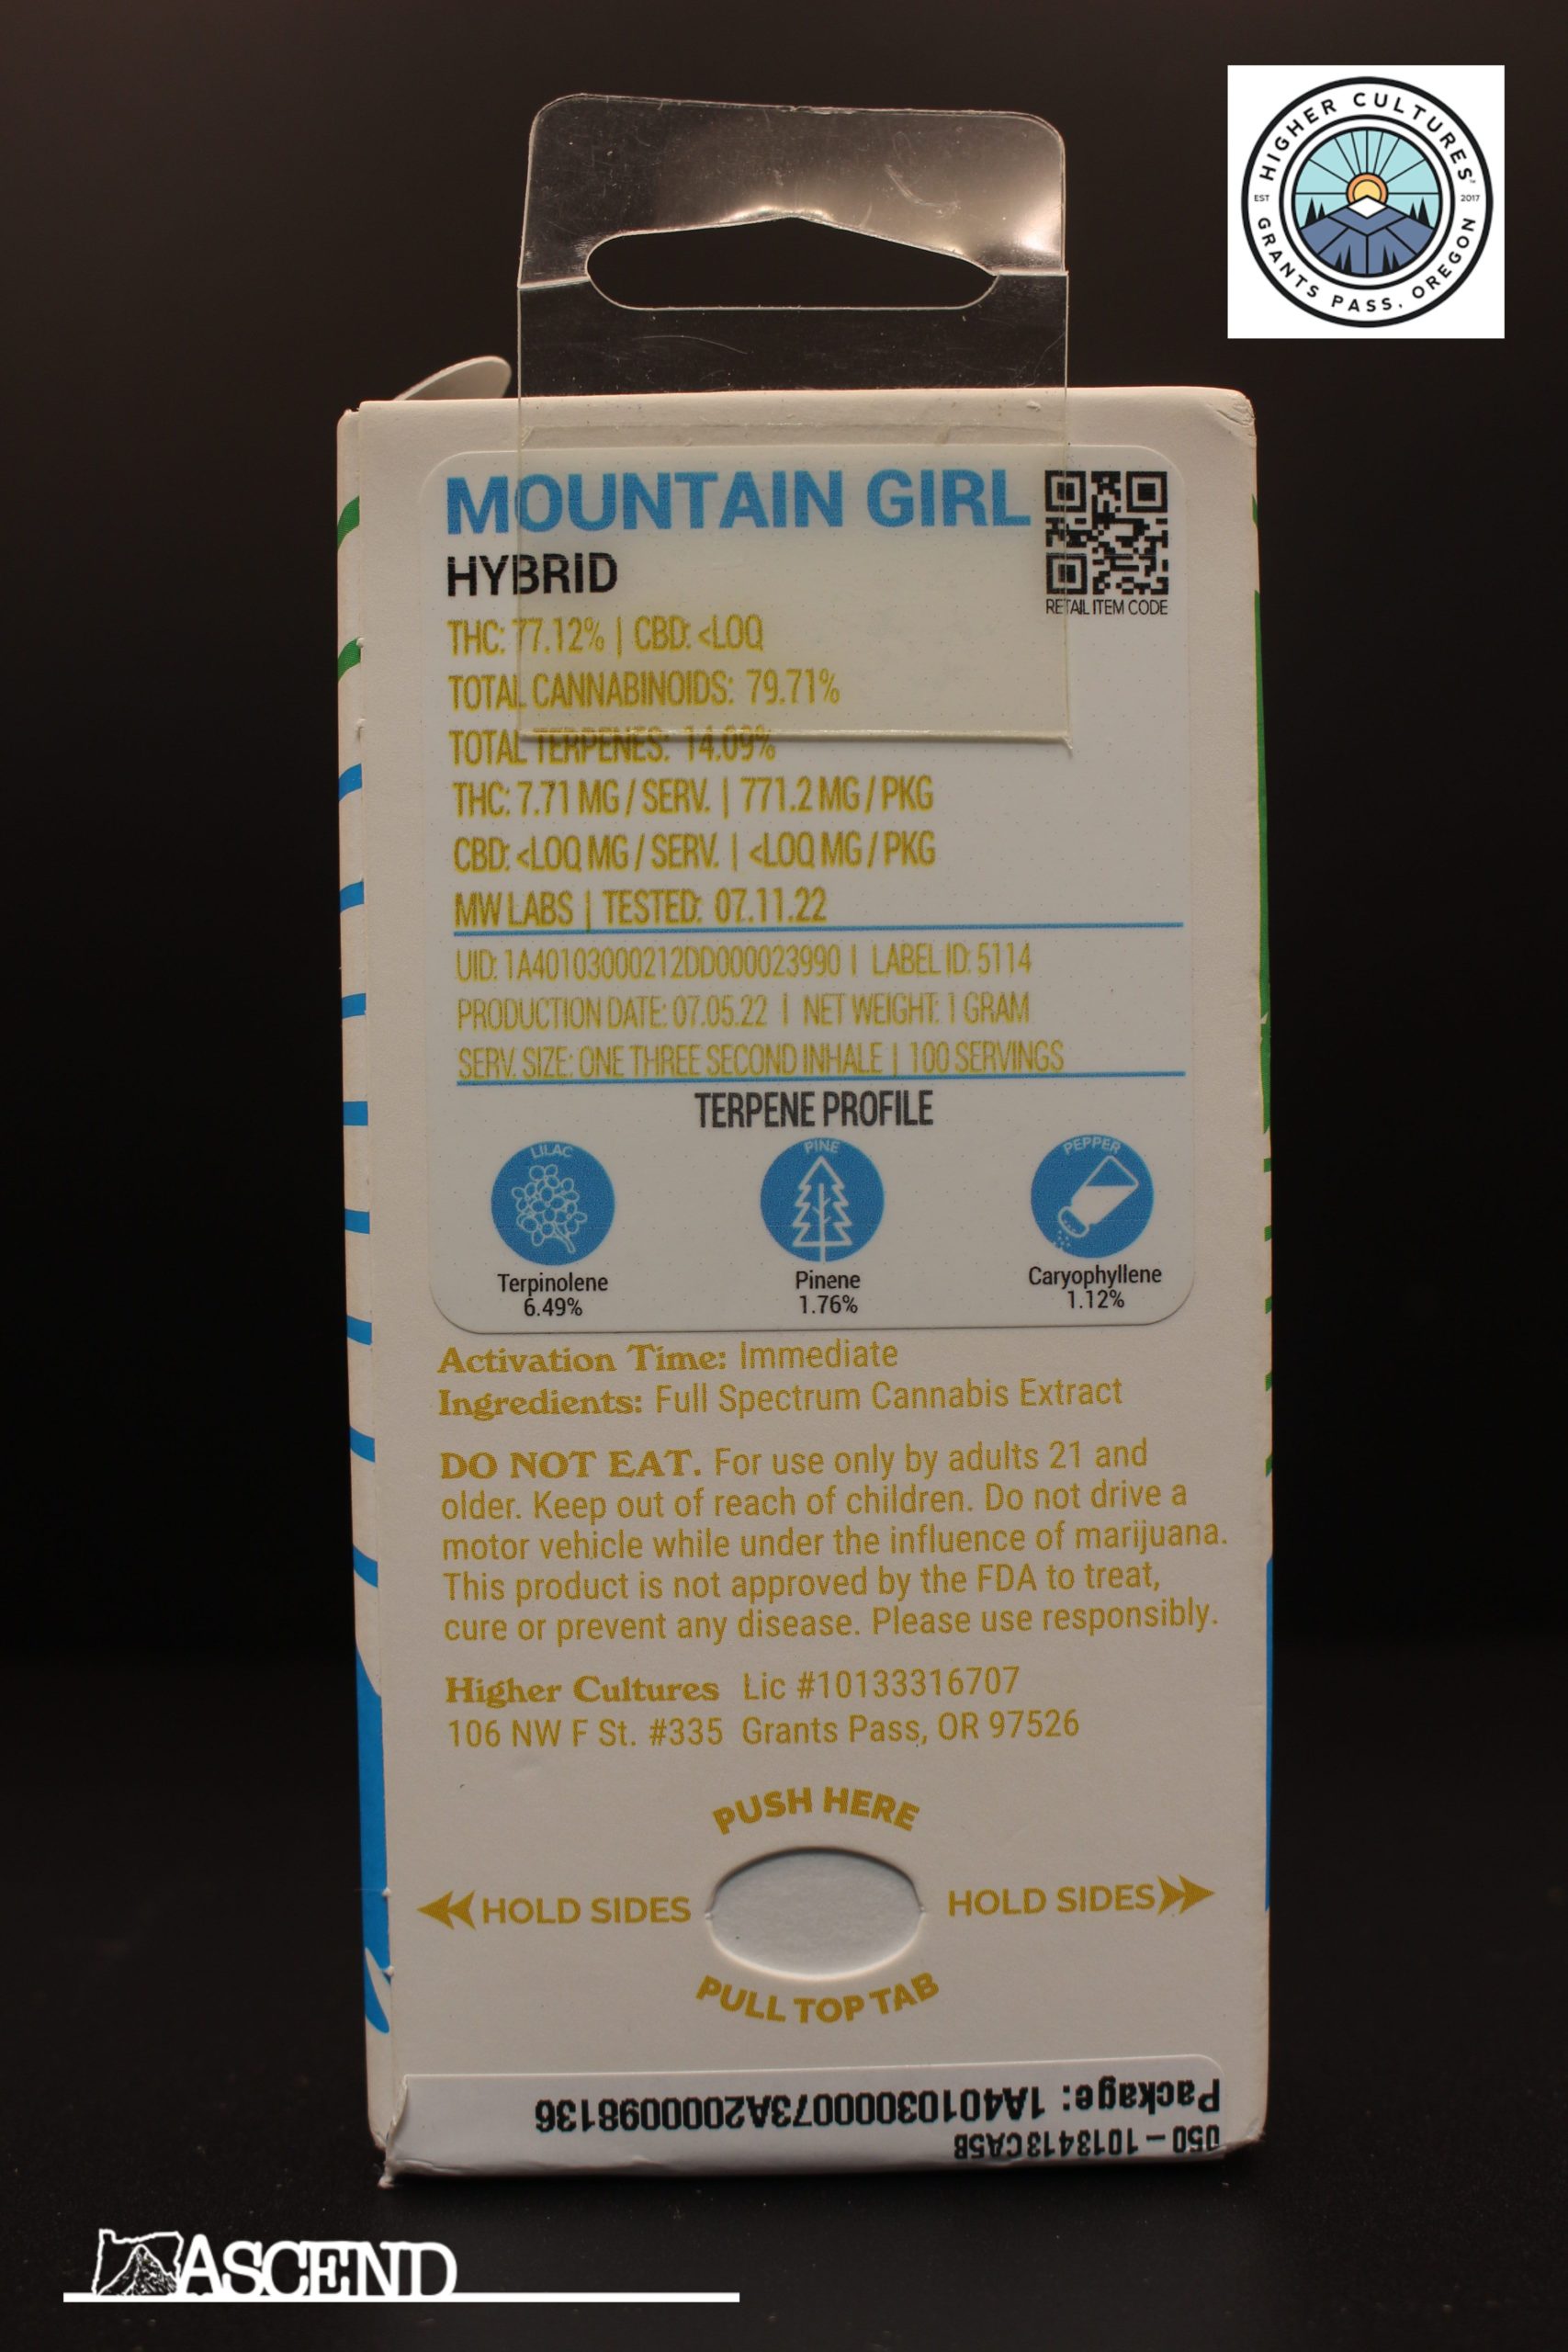 HIGHER CULTURES
EST 2017
GRANTS PASS, OREGON
MOUNTAIN GIRL
HYBRID
RETAIL ITEM CODE
THC: 77.12% | CBD: <LOQ
TOTAL CANNABINOIDS: 79.71%
TOTAL TERPENES: 14.09%
THC: 7.71 MG / SERV. | 771.2 MG / PKG
CBD: <LOQ MG / SERV. | <LOQ MG / PKG
MW LABS | TESTED: 07.11.22
UID: 1A40103000212DD000023990 | LABEL ID: 5114
PRODUCTION DATE: 07.05.22 | NET WEIGHT: 1 GRAM
SERV. SIZE: ONE THREE SECOND INHALE | 100 SERVINGS
TERPENE PROFILE
LILAC PINE PEPPER
Terpinolene Pinene Caryophyllene
6.49% 1.76% 1.12%
Activation Time: Immediate
Ingredients: Full Spectrum Cannabis Extract
DO NOT EAT. For use only by adults 21 and
older. Keep out of reach of children. Do not drive a
motor vehicle while under the influence of marijuana.
This product is not approved by the FDA to treat,
cure or prevent any disease. Please use responsibly.
Higher Cultures Lic #10133316707
106 NW F St. #335 Grants Pass, OR 97526
PUSH HERE
HOLD SIDES HOLD SIDES
PULL TOP TAB
050 - 1013413CA5B
Package: 1A4010300073A2000098136
ASCEND